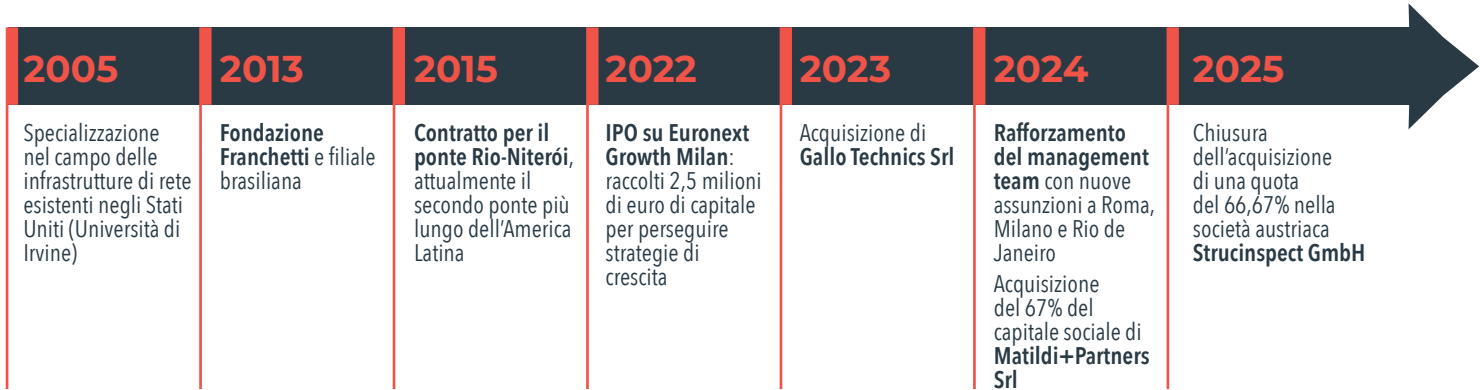 2005
Specializzazione
nel campo delle
infrastrutture di rete
esistenti negli Stati
Uniti (Università di
Irvine)
2013
Fondazione
Franchetti e filiale
brasiliana
2015
Contratto per il
ponte Rio-Niterói,
attualmente il
secondo ponte più
lungo dell'America
Latina
2022
IPO su Euronext
Growth Milan:
raccolti 2,5 milioni
di euro di capitale
per perseguire
strategie di
crescita
2023
Acquisizione di
Gallo Technics Srl
2024
Rafforzamento
del management
team con nuove
assunzioni a Roma,
Milano e Rio de
Janeiro
Acquisizione
del 67% del
capitale sociale di
Matildi+Partners
Srl
2025
Chiusura
dell'acquisizione
di una quota
del 66,67% nella
società austriaca
Strucinspect GmbH